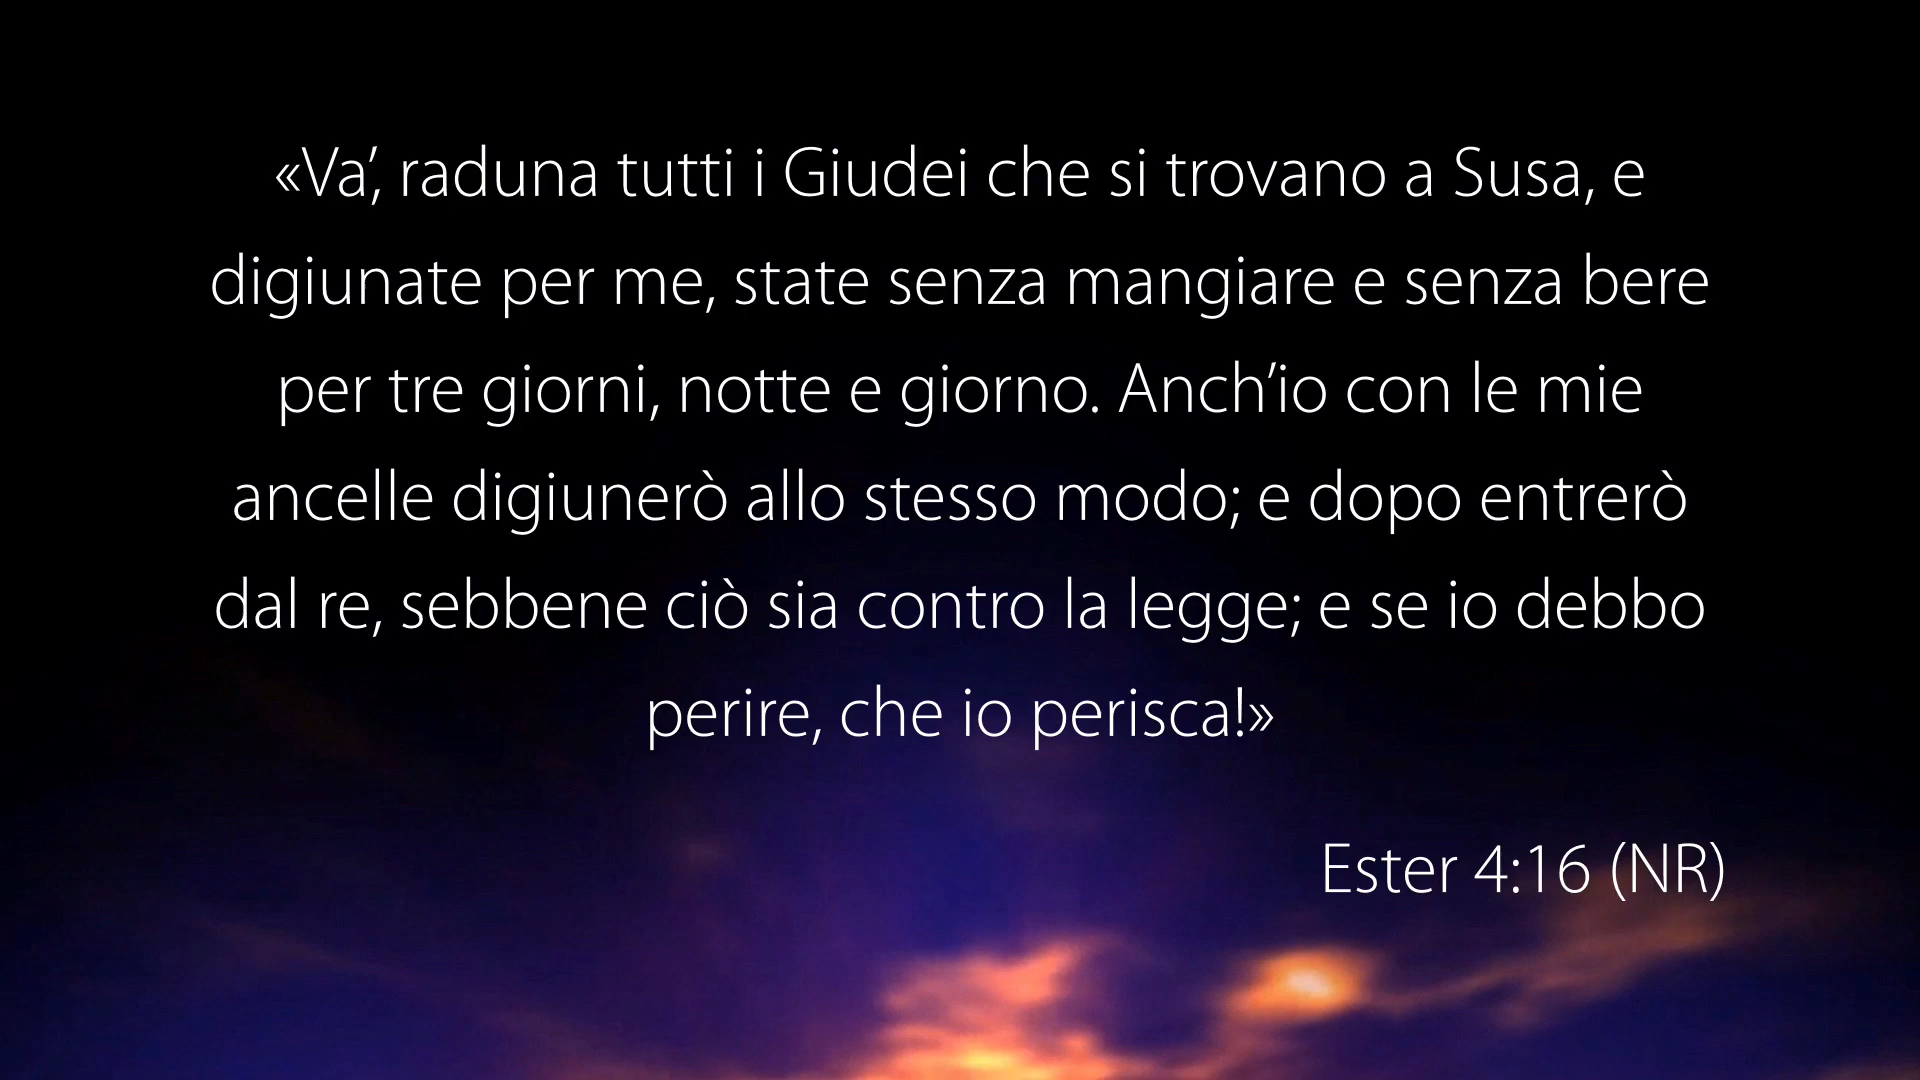 «Va’, raduna tutti i Giudei che si trovano a Susa, e
digiunate per me, state senza mangiare e senza bere
per tre giorni, notte e giorno. Anch’io con le mie
ancelle digiunerò allo stesso modo; e dopo entrerò
dal re, sebbene ciò sia contro la legge; e se io debbo
perire, che io perisca!»
Ester 4:16 (NR)